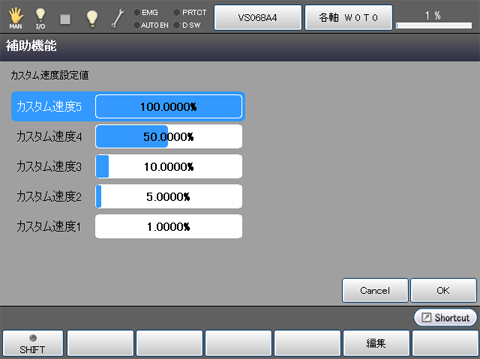 MAN I/O EMG PRTCT AUTO EN D SW VS068A4 各軸 W0T0 1 %
補助機能
カスタム速度設定値
カスタム速度5 100.0000%
カスタム速度4 50.0000%
カスタム速度3 10.0000%
カスタム速度2 5.0000%
カスタム速度1 1.0000%
Cancel OK
Shortcut
SHIFT 編集